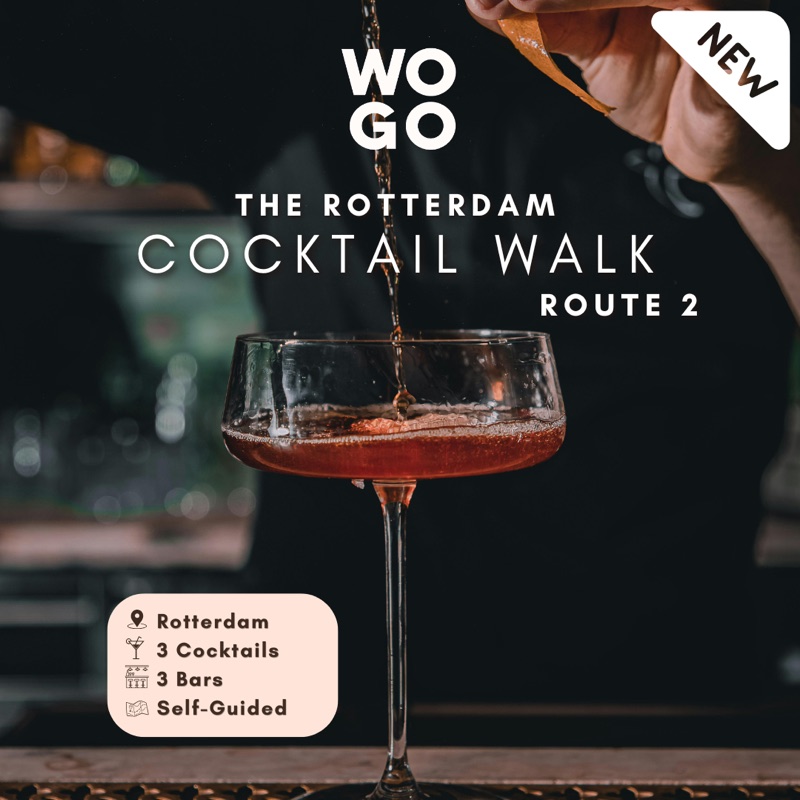 WO
GO
NEW
THE ROTTERDAM
COCKTAIL WALK
ROUTE 2
Rotterdam
3 Cocktails
3 Bars
Self-Guided